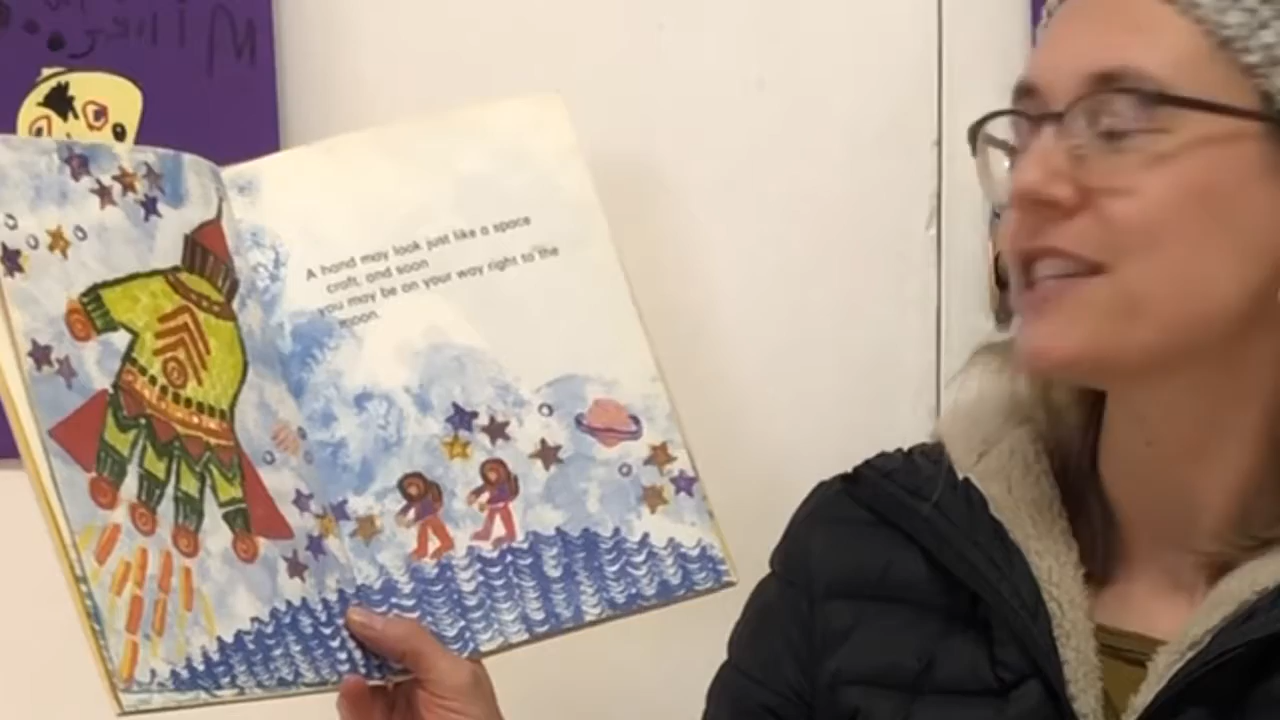 A hand may look just like a space
craft, and soon
you may be on your way right to the
moon.